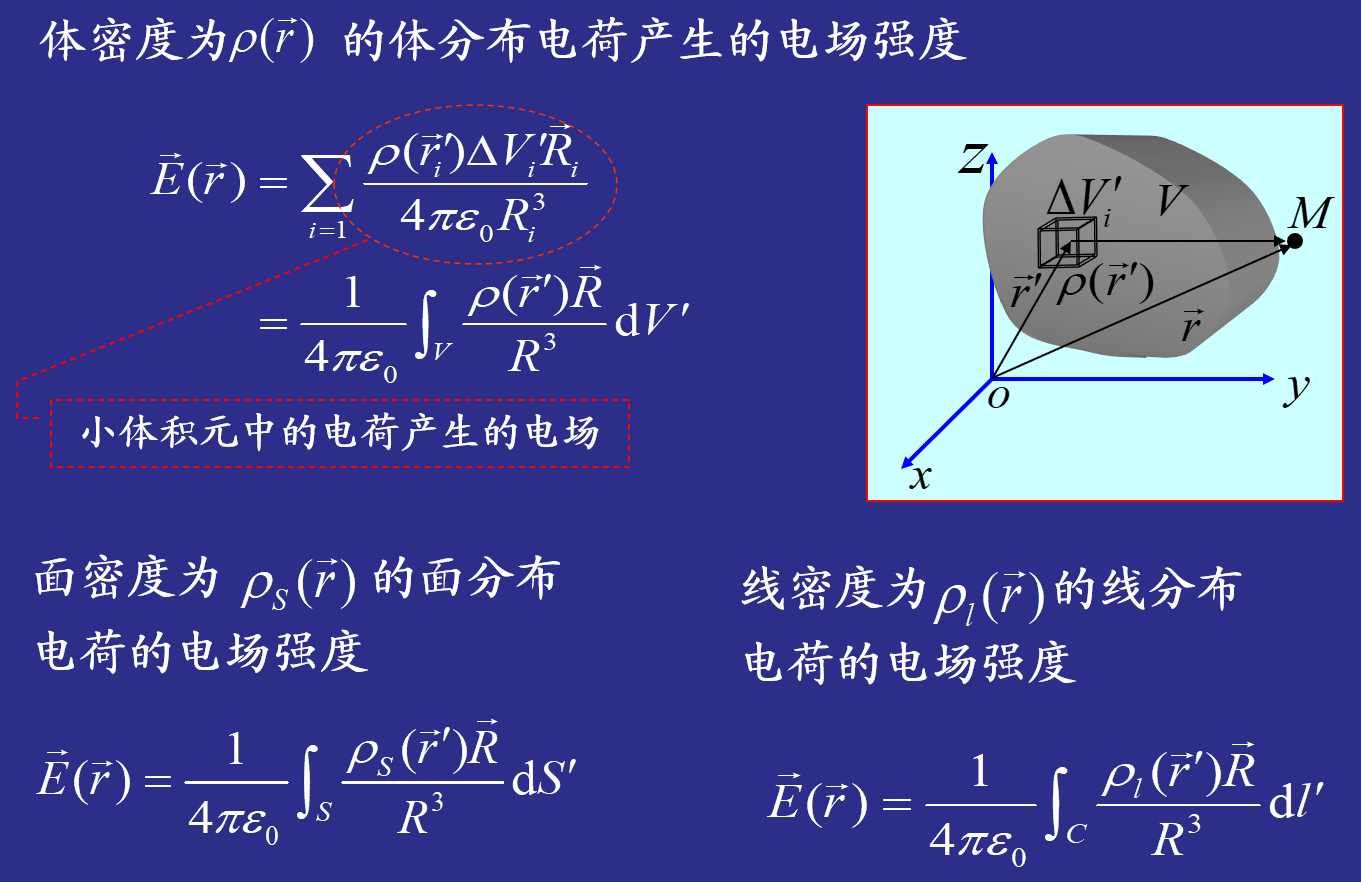 体密度为 $\rho(\vec{r})$ 的体分布电荷产生的电场强度
$\vec{E}(\vec{r}) = \sum_{i=1} \frac{\rho(\vec{r}_i')\Delta V_i' \vec{R}_i}{4\pi\varepsilon_0 R_i^3}$
$= \frac{1}{4\pi\varepsilon_0} \int_V \frac{\rho(\vec{r}')\vec{R}}{R^3} \mathrm{d}V'$
小体积元中的电荷产生的电场
z
$\Delta V_i'$
V
M
$\vec{r}'$
$\rho(\vec{r}')$
$\vec{r}$
o
y
x
面密度为 $\rho_S(\vec{r})$ 的面分布
电荷的电场强度
$\vec{E}(\vec{r}) = \frac{1}{4\pi\varepsilon_0} \int_S \frac{\rho_S(\vec{r}')\vec{R}}{R^3} \mathrm{d}S'$
线密度为 $\rho_l(\vec{r})$ 的线分布
电荷的电场强度
$\vec{E}(\vec{r}) = \frac{1}{4\pi\varepsilon_0} \int_C \frac{\rho_l(\vec{r}')\vec{R}}{R^3} \mathrm{d}l'$